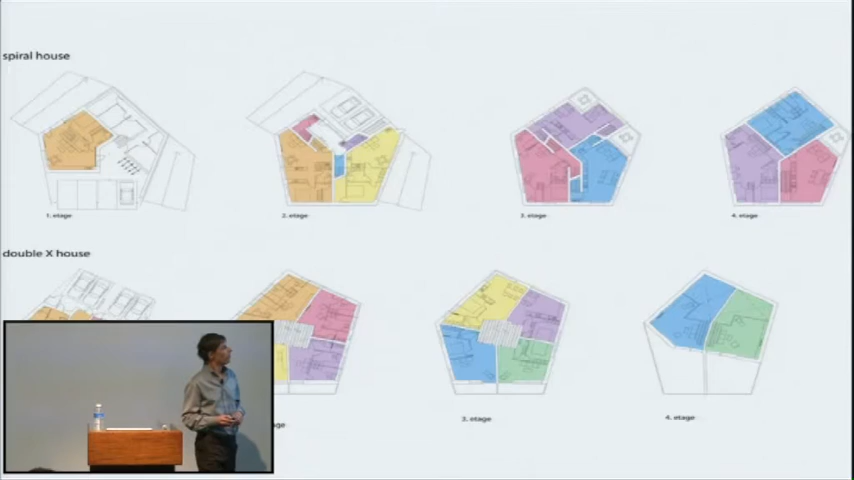 spiral house
1. etage
2. etage
3. etage
4. etage
double X house
3. etage
4. etage